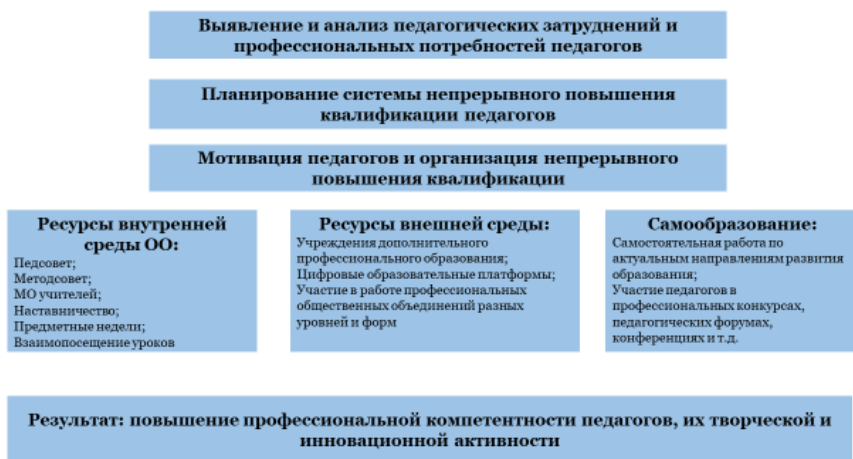 Выявление и анализ педагогических затруднений и
профессиональных потребностей педагогов
Планирование системы непрерывного повышения
квалификации педагогов
Мотивация педагогов и организация непрерывного
повышения квалификации
Ресурсы внутренней
среды ОО:
Педсовет;
Методсовет;
МО учителей;
Наставничество;
Предметные недели;
Взаимопосещение уроков
Ресурсы внешней среды:
Учреждения дополнительного
профессионального образования;
Цифровые образовательные платформы;
Участие в работе профессиональных
общественных объединений разных
уровней и форм
Самообразование:
Самостоятельная работа по
актуальным направлениям развития
образования;
Участие педагогов в
профессиональных конкурсах,
педагогических форумах,
конференциях и т.д.
Результат: повышение профессиональной компетентности педагогов, их творческой и
инновационной активности